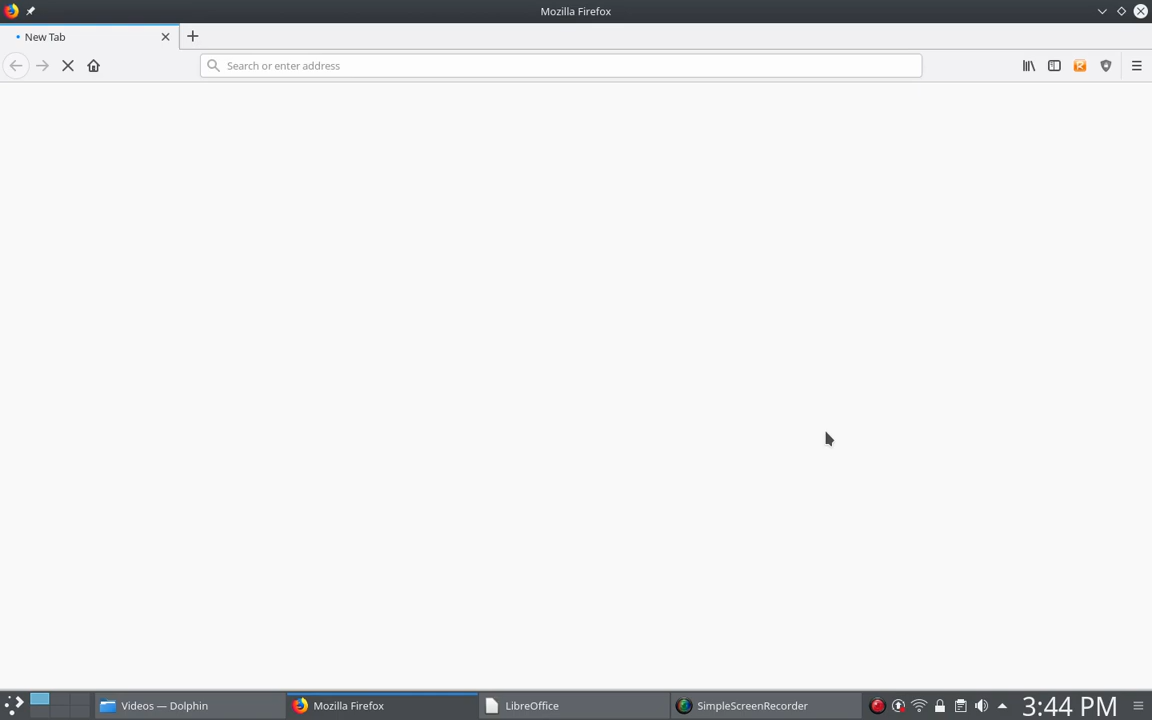 Mozilla Firefox
New Tab
Search or enter address
Videos — Dolphin
Mozilla Firefox
LibreOffice
SimpleScreenRecorder
3:44 PM